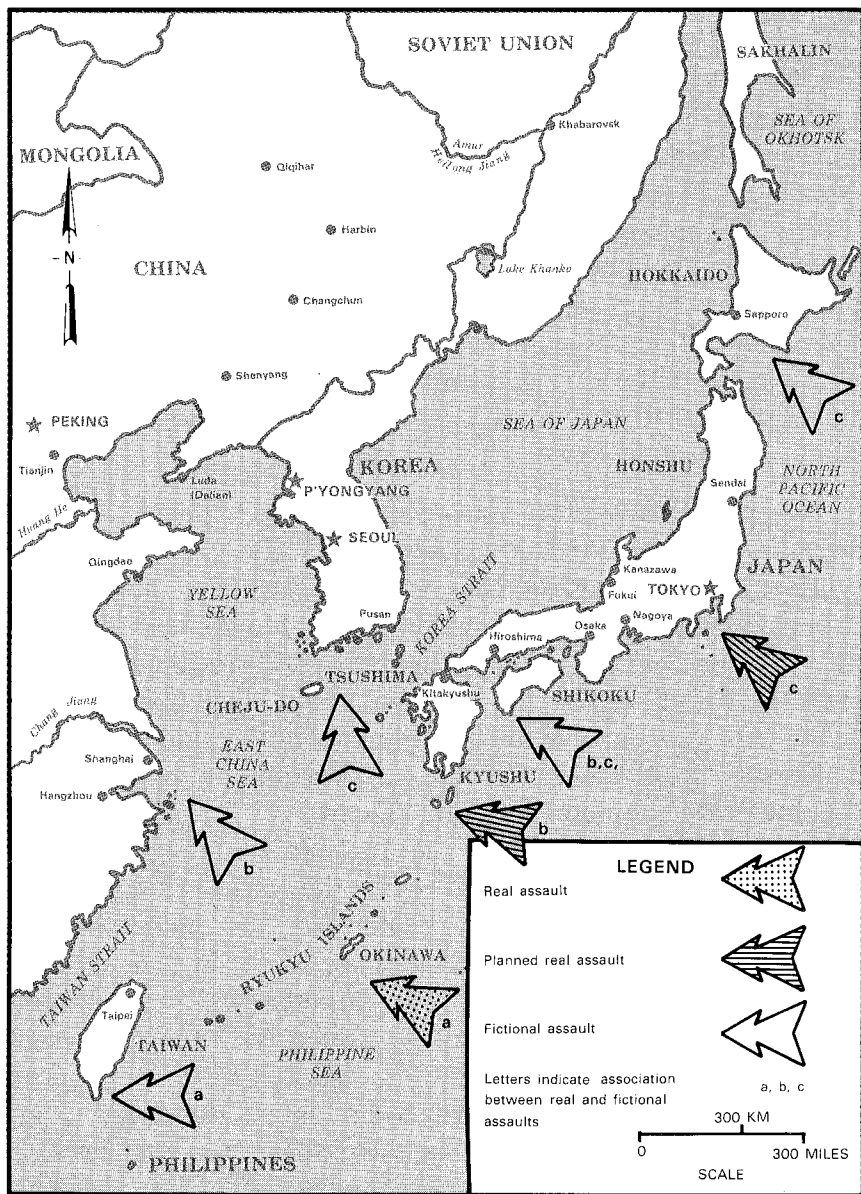 SOVIET UNION
SAKHALIN
SEA OF
OKHOTSK
Khabarovsk
Amur
Heilong Jiang
MONGOLIA
Qiqihar
-N-
Harbin
CHINA
Lake Khanka
HOKKAIDO
Changchun
Sapporo
Shenyang
c
PEKING
SEA OF JAPAN
Tianjin
KOREA
HONSHU
NORTH
PACIFIC
OCEAN
Luda
(Dalian)
P'YONGYANG
Sendai
Huang He
SEOUL
Qingdao
KOREA STRAIT
Kanazawa
JAPAN
YELLOW
SEA
Fukui
TOKYO
Pusan
Nagoya
Hiroshima
Osaka
TSUSHIMA
c
CHEJU-DO
Kitakyushu
SHIKOKU
Chang Jiang
EAST
CHINA
SEA
Shanghai
b,c,
Hangzhou
c
KYUSHU
b
b
TAIWAN STRAIT
RYUKYU ISLANDS
OKINAWA
a
Taipei
TAIWAN
PHILIPPINE
SEA
a
PHILIPPINES
LEGEND
Real assault
Planned real assault
Fictional assault
Letters indicate association
between real and fictional
assaults
a, b, c
300 KM
0
300 MILES
SCALE